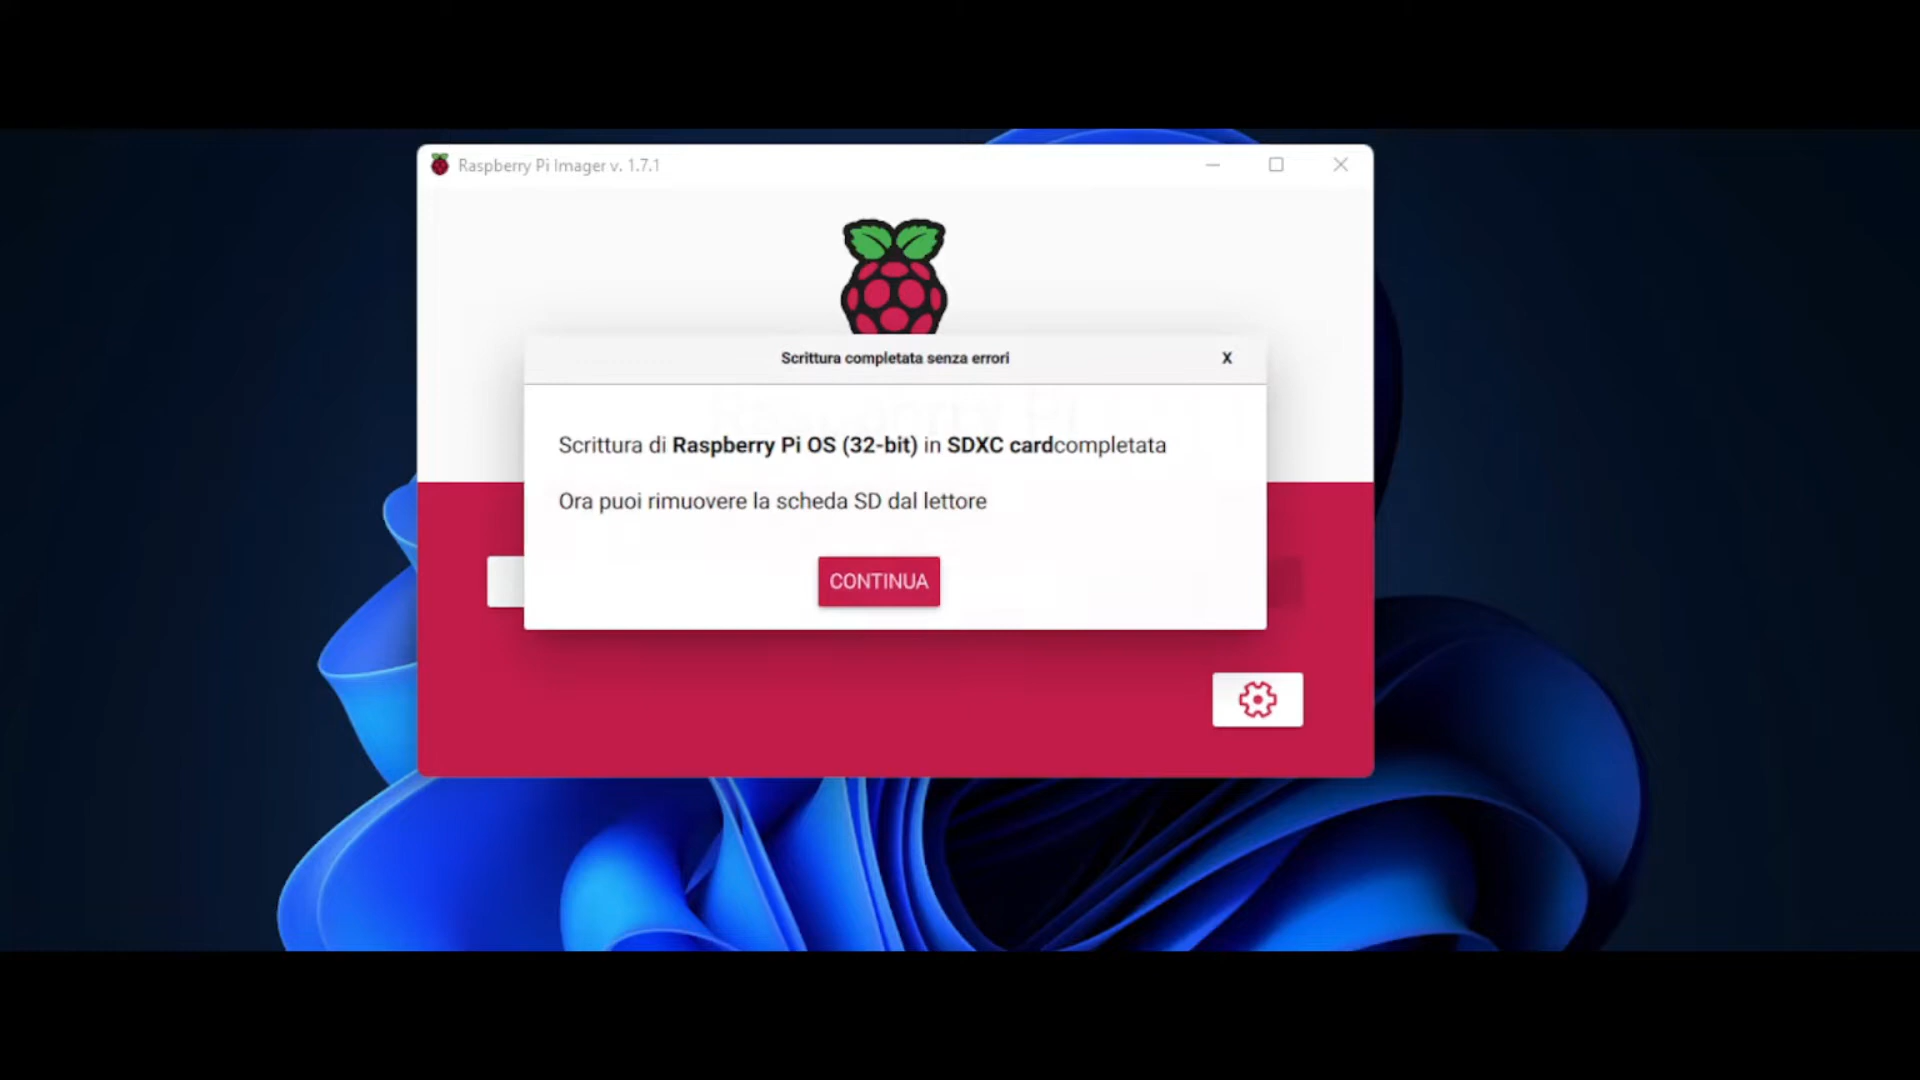 Raspberry Pi Imager v. 1.7.1
Scrittura completata senza errori
X
Scrittura di Raspberry Pi OS (32-bit) in SDXC cardcompletata
Ora puoi rimuovere la scheda SD dal lettore
CONTINUA